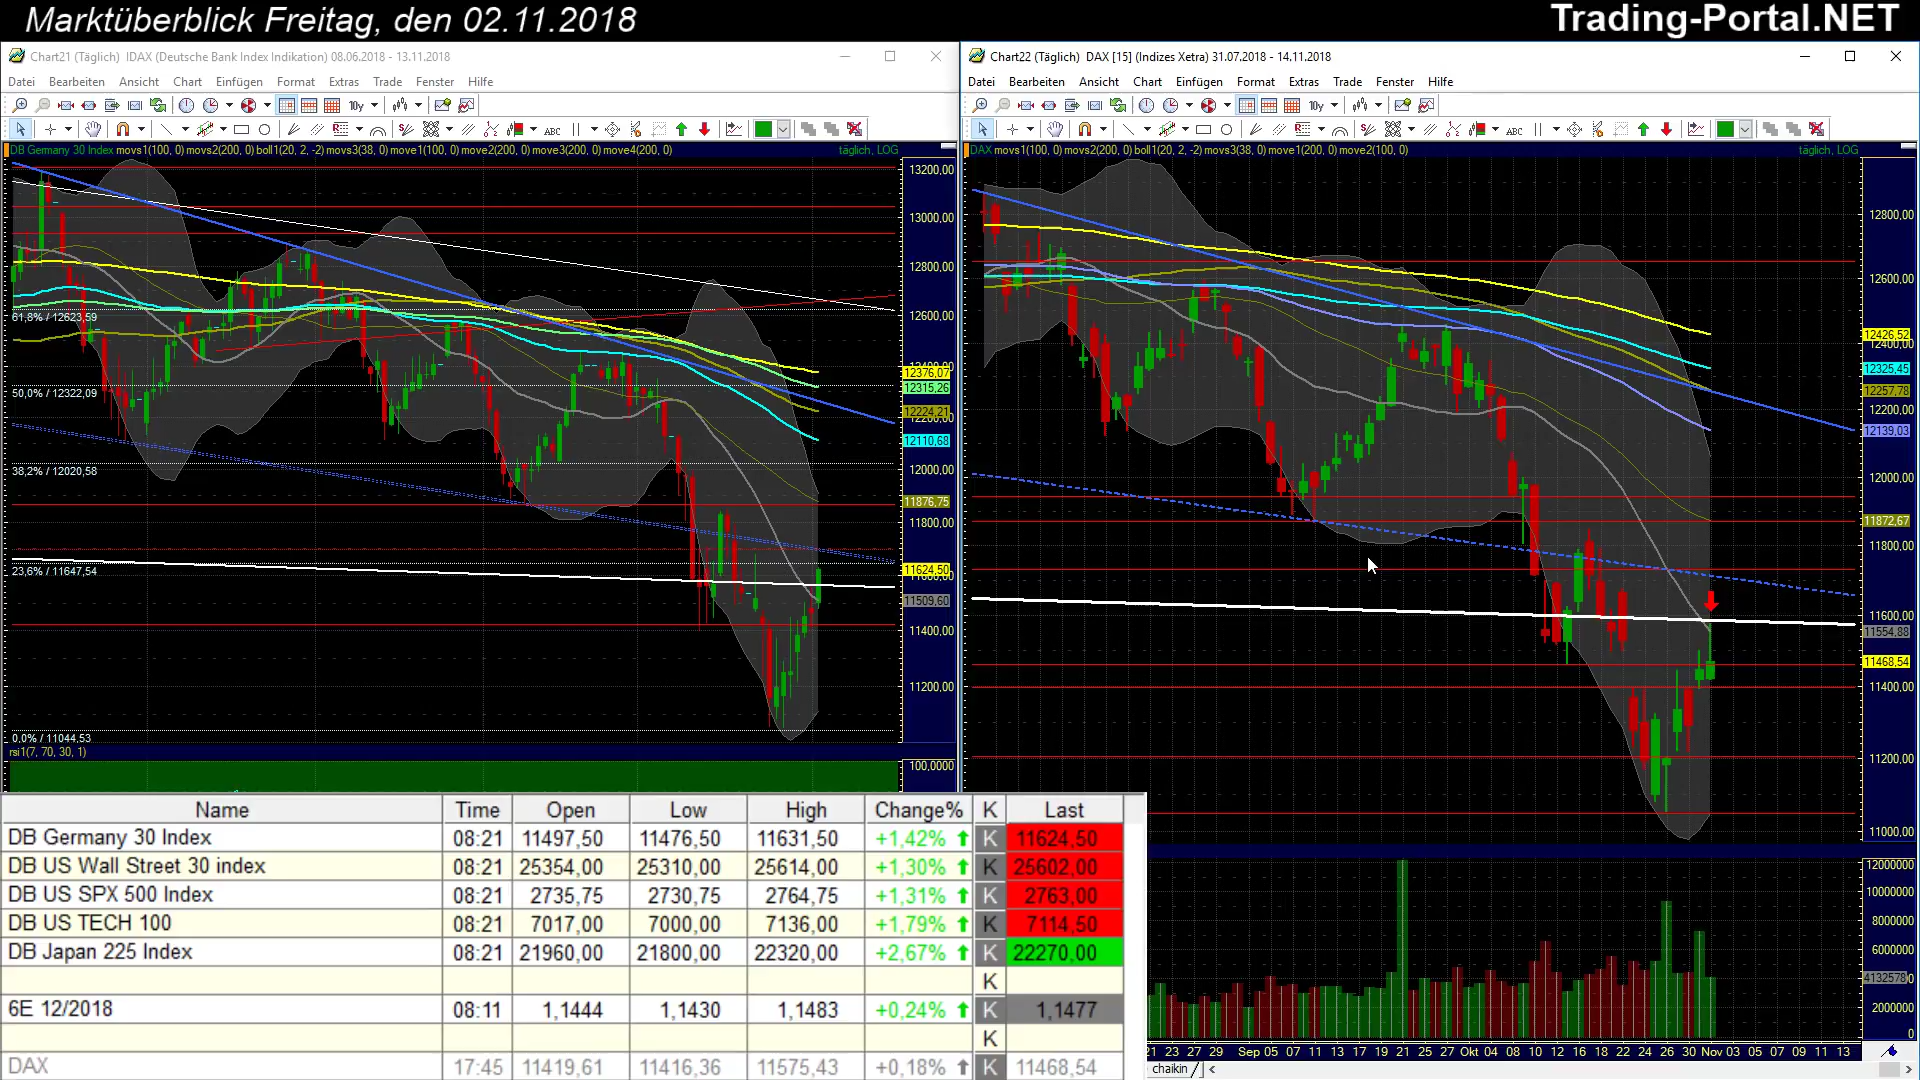 Marktüberblick Freitag, den 02.11.2018
Trading-Portal.NET
Chart21 (Täglich) IDAX (Deutsche Bank Index Indikation) 08.06.2018 - 13.11.2018
Datei Bearbeiten Ansicht Chart Einfügen Format Extras Trade Fenster Hilfe
10y
ABC
DB Germany 30 Index movs1(100, 0) movs2(200, 0) boll1(20, 2, -2) movs3(38, 0) move1(100, 0) move2(200, 0) move3(200, 0) move4(200, 0)
täglich, LOG
13200,00
13000,00
12800,00
12600,00
12376,07
12315,26
12224,21
12110,68
12000,00
11876,75
11800,00
11624,50
11509,60
11400,00
11200,00
61,8% / 12623,59
50,0% / 12322,09
38,2% / 12020,58
23,6% / 11647,54
0,0% / 11044,53
rsi1(7, 70, 30, 1)
100,0000
Chart22 (Täglich) DAX [15] (Indizes Xetra) 31.07.2018 - 14.11.2018
Datei Bearbeiten Ansicht Chart Einfügen Format Extras Trade Fenster Hilfe
10y
ABC
DAX movs1(100, 0) movs2(200, 0) boll1(20, 2, -2) movs3(38, 0) move1(200, 0) move2(100, 0)
täglich, LOG
12800,00
12600,00
12426,52
12400,00
12325,45
12257,78
12200,00
12139,03
12000,00
11872,67
11800,00
11600,00
11554,88
11468,54
11400,00
11200,00
11000,00
12000000
10000000
8000000
6000000
4132578
2000000
0
21 23 27 29 Sep 05 07 11 13 17 19 21 25 27 Okt 04 08 10 12 16 18 22 24 26 30 Nov 03 05 07 09 11 13
chaikin
Name Time Open Low High Change% K Last
DB Germany 30 Index 08:21 11497,50 11476,50 11631,50 +1,42% K 11624,50
DB US Wall Street 30 index 08:21 25354,00 25310,00 25614,00 +1,30% K 25602,00
DB US SPX 500 Index 08:21 2735,75 2730,75 2764,75 +1,31% K 2763,00
DB US TECH 100 08:21 7017,00 7000,00 7136,00 +1,79% K 7114,50
DB Japan 225 Index 08:21 21960,00 21800,00 22320,00 +2,67% K 22270,00
K
6E 12/2018 08:11 1,1444 1,1430 1,1483 +0,24% K 1,1477
K
DAX 17:45 11419,61 11416,36 11575,43 +0,18% K 11468,54